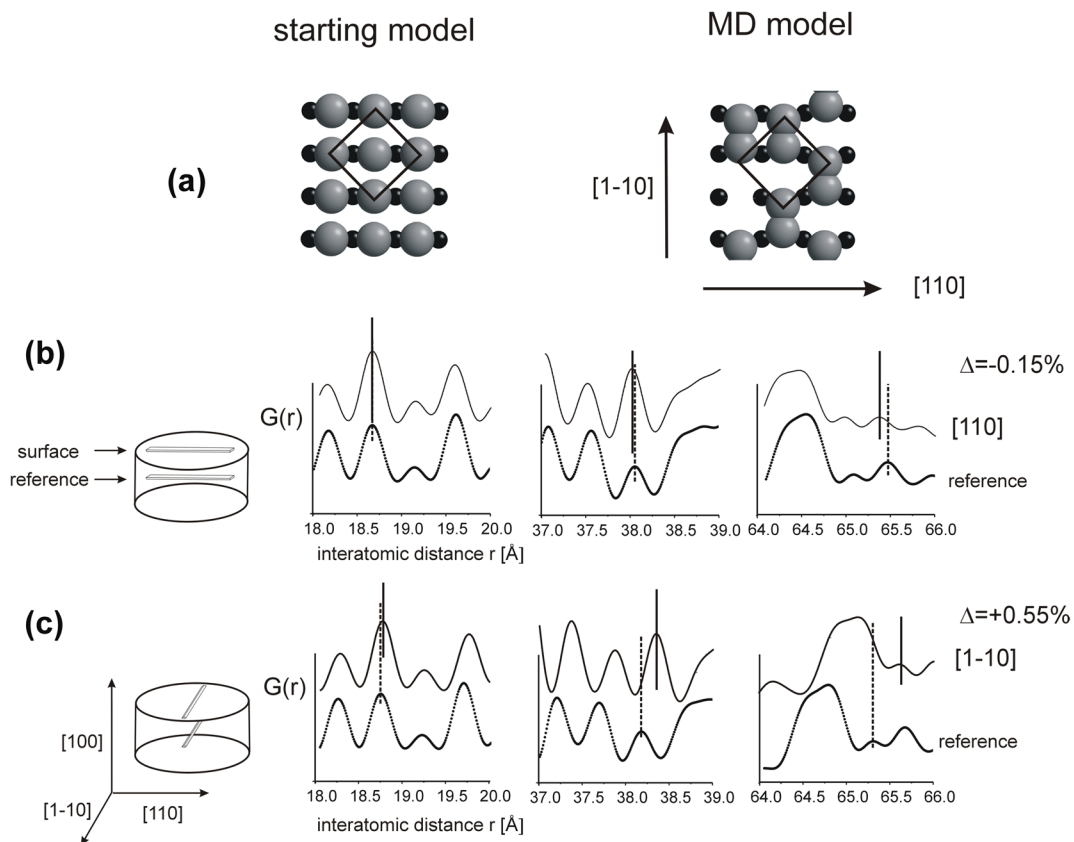 starting model
MD model
(a)
[1-10]
[110]
(b)
surface
reference
G(r)
18.0 18.5 19.0 19.5 20.0
interatomic distance r [Å]
37.0 37.5 38.0 38.5 39.0
64.0 64.5 65.0 65.5 66.0
Δ=-0.15%
[110]
reference
(c)
[100]
[1-10]
[110]
G(r)
18.0 18.5 19.0 19.5 20.0
interatomic distance r [Å]
37.0 37.5 38.0 38.5 39.0
64.0 64.5 65.0 65.5 66.0
Δ=+0.55%
[1-10]
reference